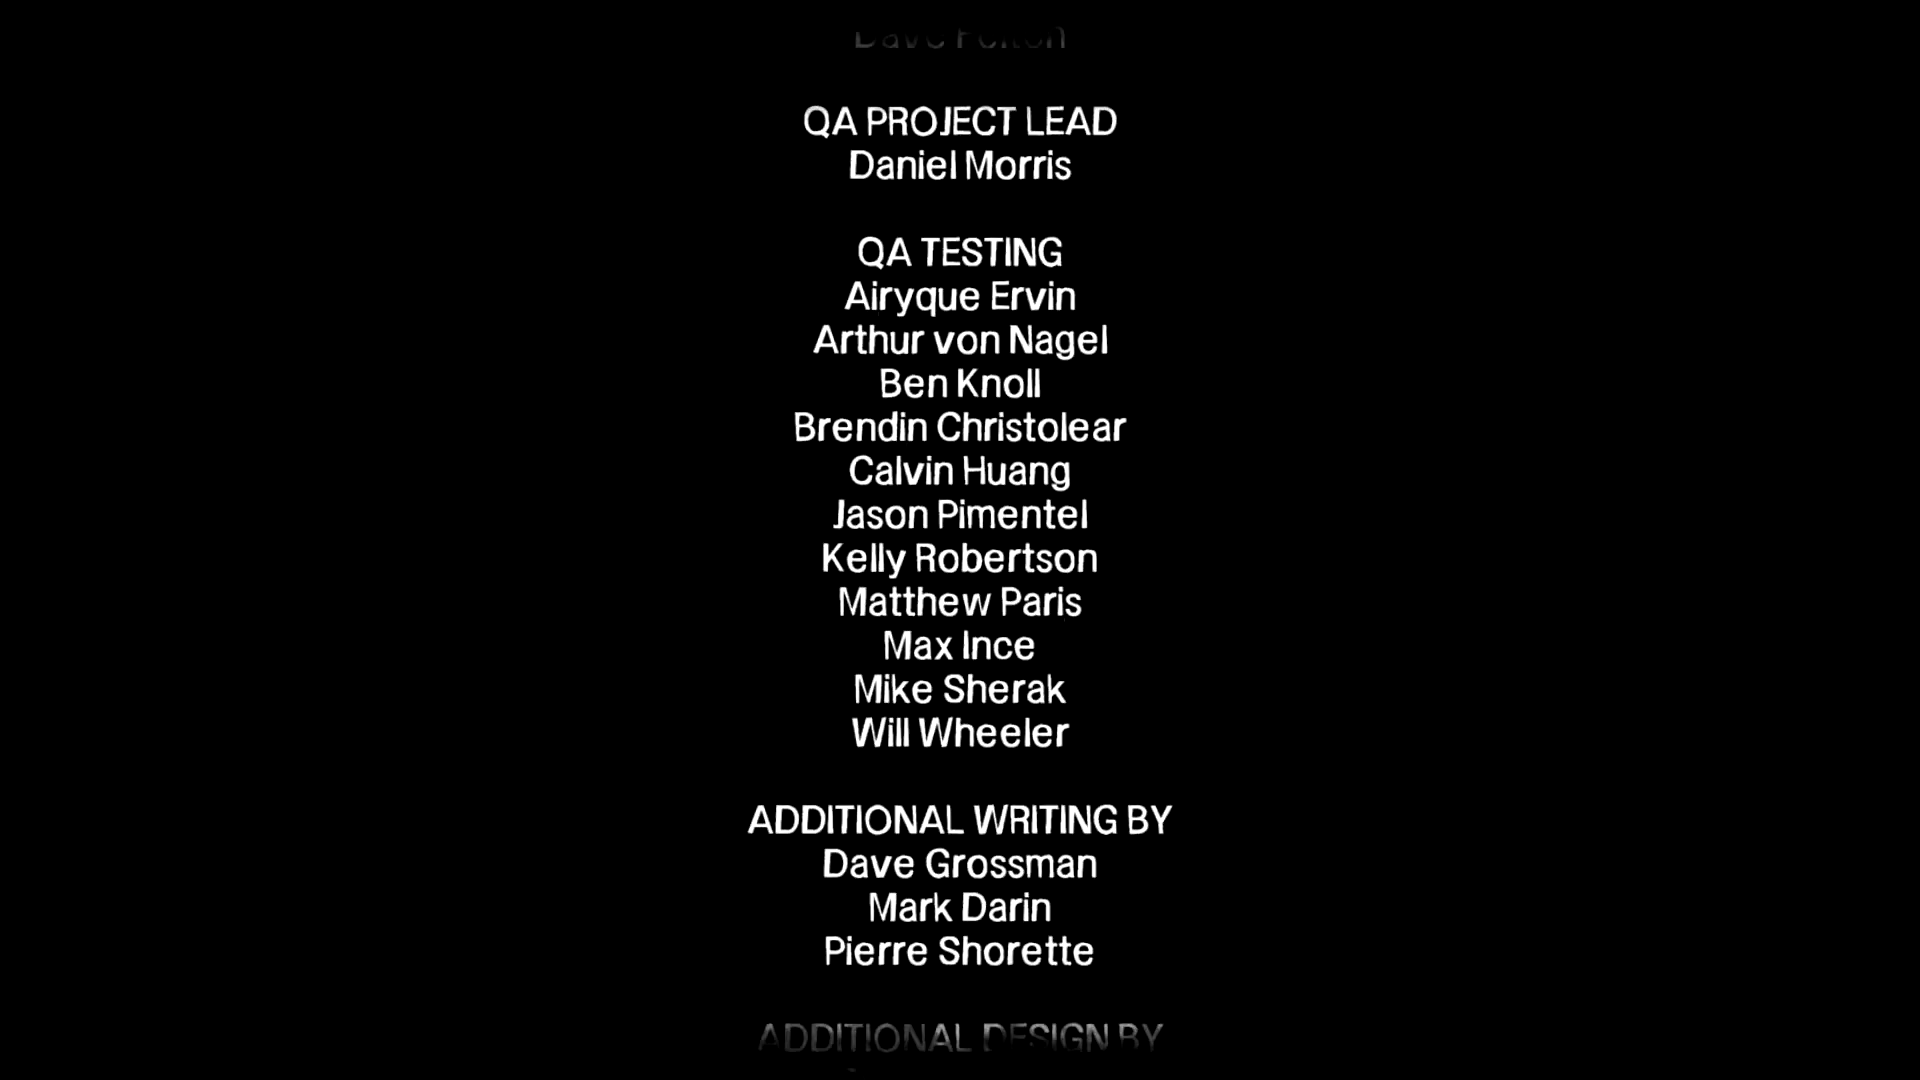 Dave Felton
QA PROJECT LEAD
Daniel Morris
QA TESTING
Airyque Ervin
Arthur von Nagel
Ben Knoll
Brendin Christolear
Calvin Huang
Jason Pimentel
Kelly Robertson
Matthew Paris
Max Ince
Mike Sherak
Will Wheeler
ADDITIONAL WRITING BY
Dave Grossman
Mark Darin
Pierre Shorette
ADDITIONAL DESIGN BY